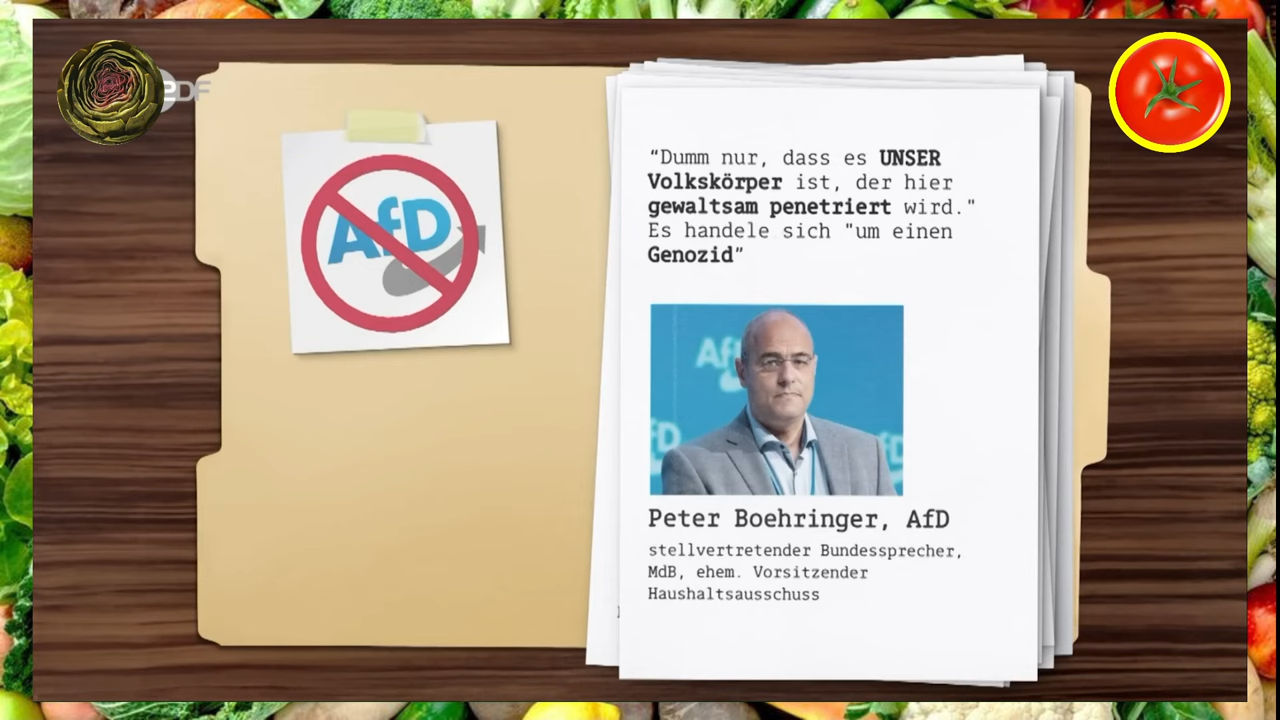 ZDF
AfD
“Dumm nur, dass es UNSER
Volkskörper ist, der hier
gewaltsam penetriert wird."
Es handele sich "um einen
Genozid”
AfD
Peter Boehringer, AfD
stellvertretender Bundessprecher,
MdB, ehem. Vorsitzender
Haushaltsausschuss